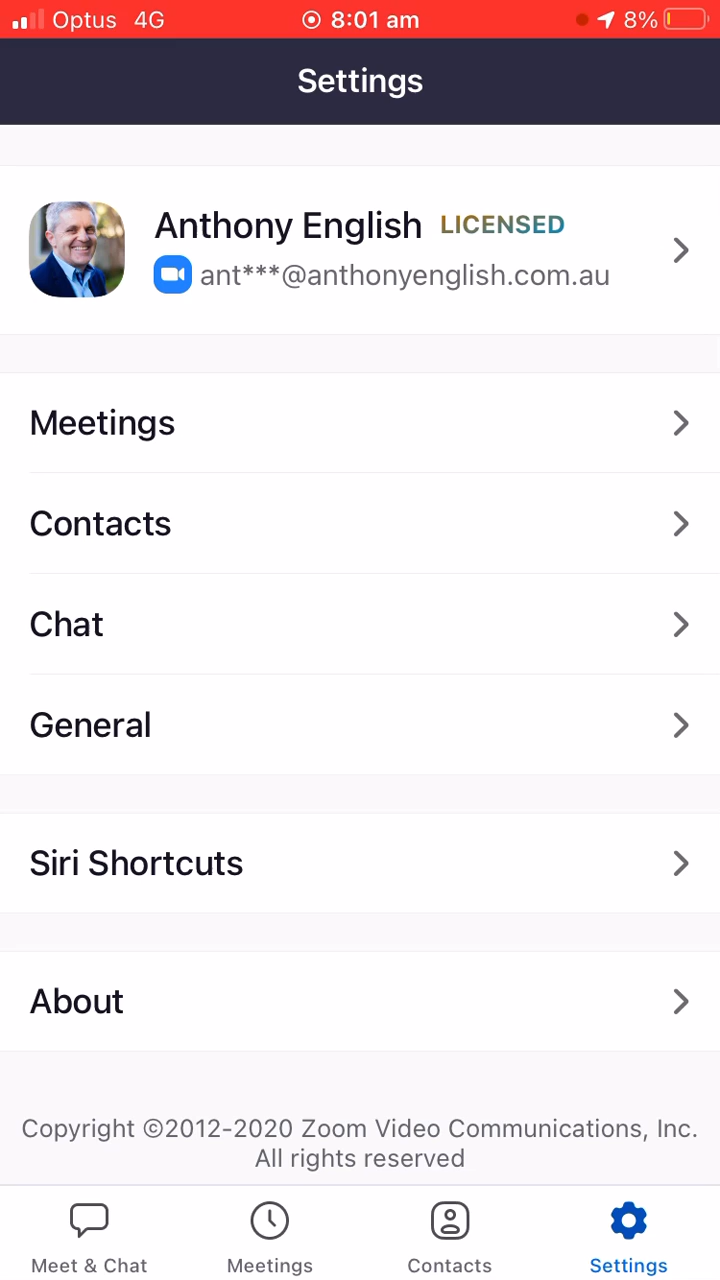 Optus 4G 8:01 am 8%
Settings
Anthony English LICENSED
ant***@anthonyenglish.com.au
Meetings
Contacts
Chat
General
Siri Shortcuts
About
Copyright ©2012-2020 Zoom Video Communications, Inc.
All rights reserved
Meet & Chat Meetings Contacts Settings